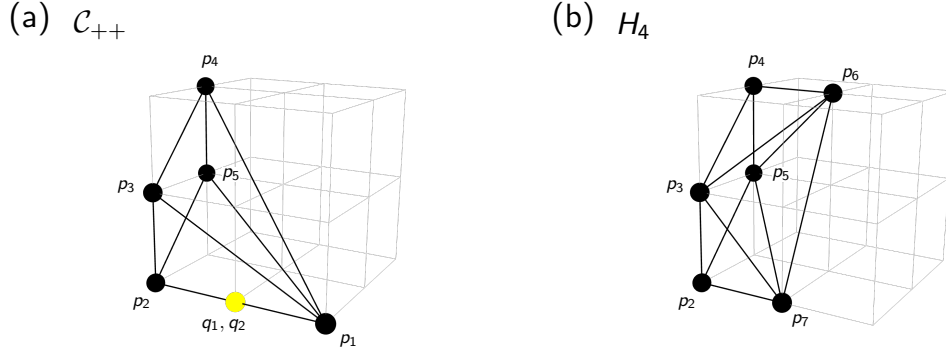 (a) 𝒞₊₊
(b) H₄
p₄
p₃
p₅
p₂
q₁, q₂
p₁
p₄
p₆
p₃
p₅
p₂
p₇